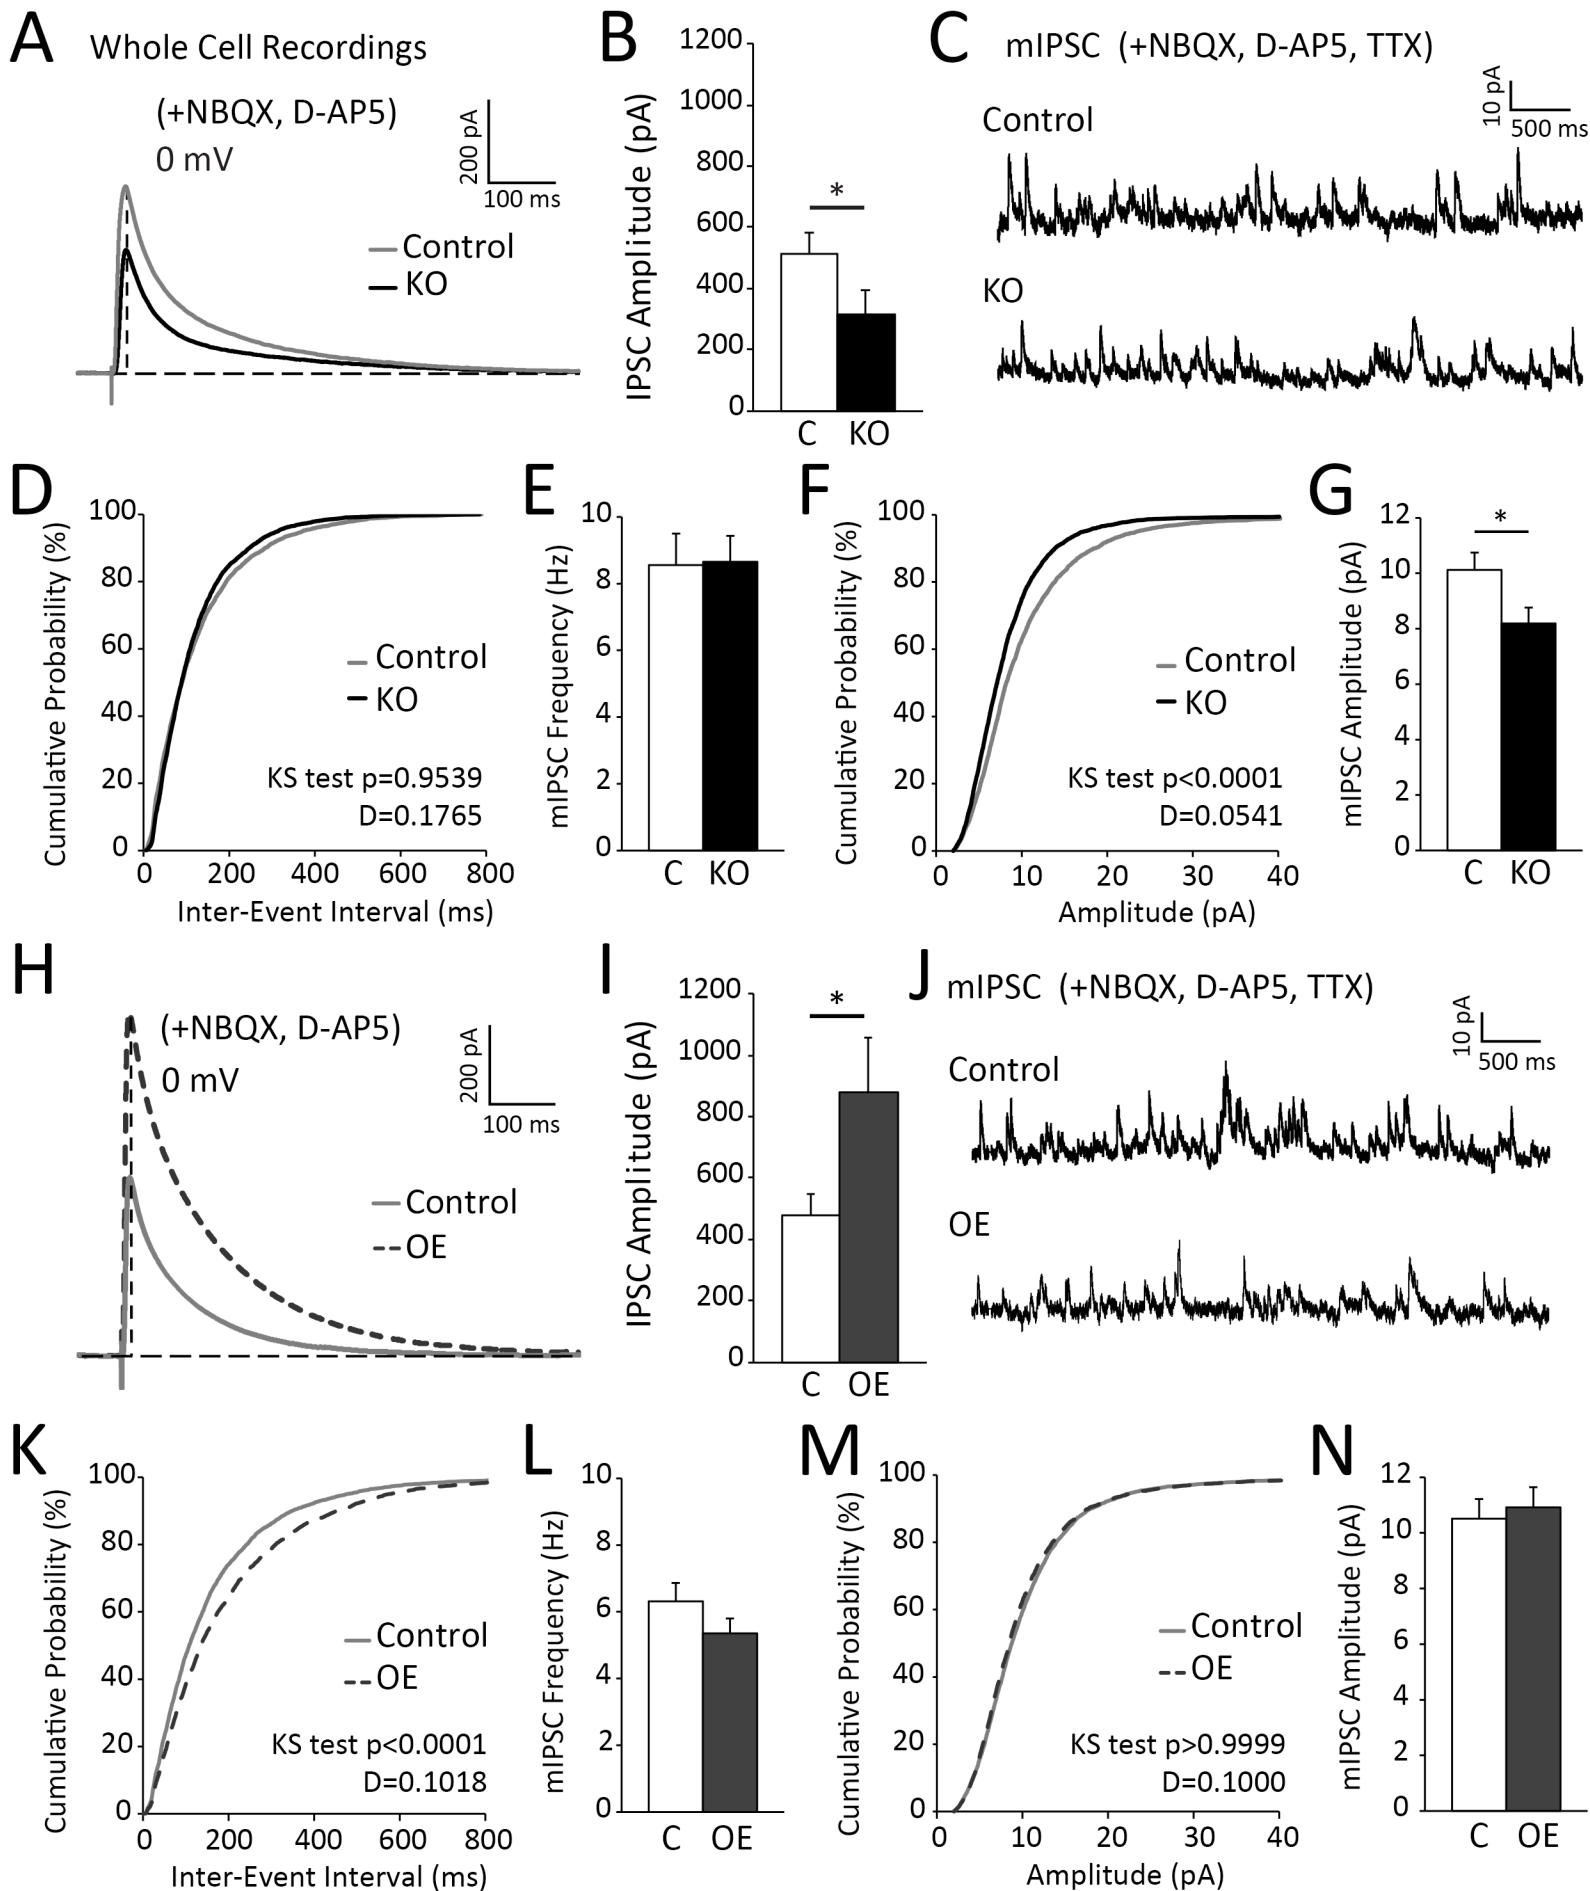 A
Whole Cell Recordings
(+NBQX, D-AP5)
0 mV
200 pA
100 ms
Control
KO
B
IPSC Amplitude (pA)
1200
1000
800
600
400
200
0
*
C
KO
C
mIPSC (+NBQX, D-AP5, TTX)
10 pA
500 ms
Control
KO
D
Cumulative Probability (%)
100
80
60
40
20
0
Control
KO
KS test p=0.9539
D=0.1765
0
200
400
600
800
Inter-Event Interval (ms)
E
mIPSC Frequency (Hz)
10
8
6
4
2
0
C
KO
F
Cumulative Probability (%)
100
80
60
40
20
0
Control
KO
KS test p<0.0001
D=0.0541
0
10
20
30
40
Amplitude (pA)
G
mIPSC Amplitude (pA)
12
10
8
6
4
2
0
*
C
KO
H
(+NBQX, D-AP5)
0 mV
200 pA
100 ms
Control
OE
I
IPSC Amplitude (pA)
1200
1000
800
600
400
200
0
*
C
OE
J
mIPSC (+NBQX, D-AP5, TTX)
10 pA
500 ms
Control
OE
K
Cumulative Probability (%)
100
80
60
40
20
0
Control
OE
KS test p<0.0001
D=0.1018
0
200
400
600
800
Inter-Event Interval (ms)
L
mIPSC Frequency (Hz)
10
8
6
4
2
0
C
OE
M
Cumulative Probability (%)
100
80
60
40
20
0
Control
OE
KS test p>0.9999
D=0.1000
0
10
20
30
40
Amplitude (pA)
N
mIPSC Amplitude (pA)
12
10
8
6
4
2
0
C
OE